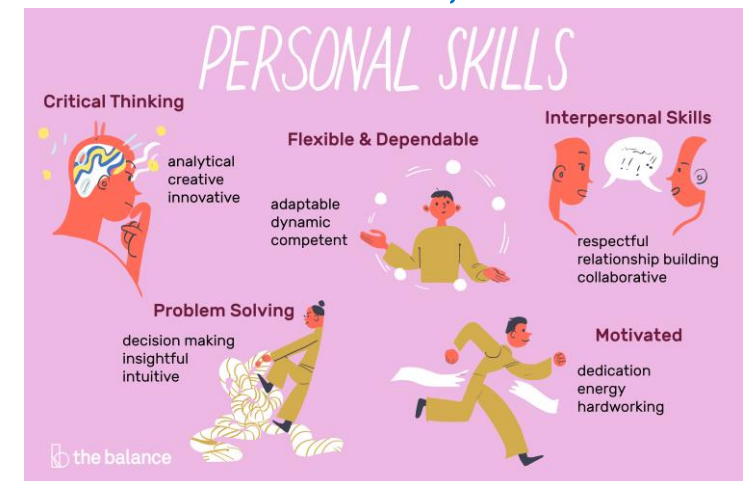 PERSONAL SKILLS
Critical Thinking
analytical
creative
innovative
Flexible & Dependable
adaptable
dynamic
competent
Interpersonal Skills
respectful
relationship building
collaborative
Problem Solving
decision making
insightful
intuitive
Motivated
dedication
energy
hardworking
the balance